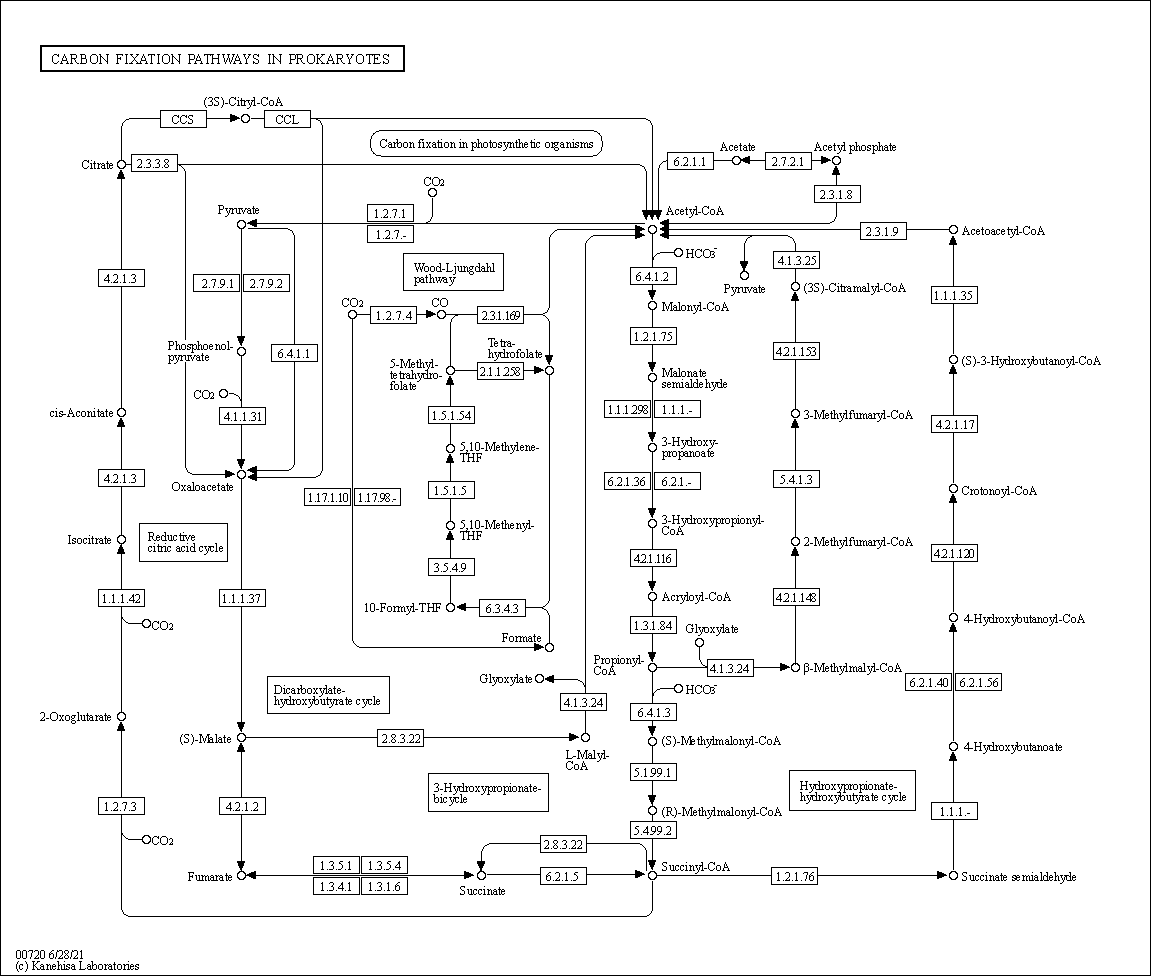 CARBON FIXATION PATHWAYS IN PROKARYOTES
(3S)-Citryl-CoA
CCS
CCL
Carbon fixation in photosynthetic organisms
Citrate
2.3.3.8
6.2.1.1
Acetate
2.7.2.1
Acetyl phosphate
CO2
2.3.1.8
Pyruvate
1.2.7.1
Acetyl-CoA
1.2.7.-
2.3.1.9
Acetoacetyl-CoA
HCO3-
4.1.3.25
4.2.1.3
2.7.9.1
2.7.9.2
Wood-Ljungdahl
pathway
6.4.1.2
Pyruvate
(3S)-Citramalyl-CoA
1.1.1.35
CO2
1.2.7.4
CO
2.3.1.169
Malonyl-CoA
1.2.1.75
Phosphoenol-
pyruvate
6.4.1.1
Tetra-
hydrofolate
4.2.1.153
5-Methyl-
tetrahydro-
folate
2.1.1.258
Malonate
semialdehyde
(S)-3-Hydroxybutanoyl-CoA
CO2
4.1.1.31
cis-Aconitate
1.5.1.54
1.1.1.298
1.1.1.-
3-Methylfumaryl-CoA
4.2.1.17
5,10-Methylene-
THF
3-Hydroxy-
propanoate
4.2.1.3
Oxaloacetate
1.17.1.10
1.17.98.-
1.5.1.5
6.2.1.36
6.2.1.-
5.4.1.3
Crotonoyl-CoA
Isocitrate
Reductive
citric acid cycle
5,10-Methenyl-
THF
3-Hydroxypropionyl-
CoA
2-Methylfumaryl-CoA
4.2.1.120
3.5.4.9
4.2.1.116
1.1.1.42
1.1.1.37
10-Formyl-THF
6.3.4.3
Acryloyl-CoA
4.2.1.148
CO2
1.3.1.84
Glyoxylate
4-Hydroxybutanoyl-CoA
Formate
Propionyl-
CoA
4.1.3.24
β-Methylmalyl-CoA
Glyoxylate
HCO3-
6.2.1.40
6.2.1.56
Dicarboxylate-
hydroxybutyrate cycle
4.1.3.24
6.4.1.3
2-Oxoglutarate
(S)-Malate
2.8.3.22
L-Malyl-
CoA
(S)-Methylmalonyl-CoA
4-Hydroxybutanoate
5.1.99.1
3-Hydroxypropionate-
bicycle
Hydroxypropionate-
hydroxybutyrate cycle
1.2.7.3
4.2.1.2
(R)-Methylmalonyl-CoA
1.1.1.-
CO2
5.4.99.2
2.8.3.22
1.3.5.1
1.3.5.4
Fumarate
1.3.4.1
1.3.1.6
Succinate
6.2.1.5
Succinyl-CoA
1.2.1.76
Succinate semialdehyde
00720 6/28/21
(c) Kanehisa Laboratories